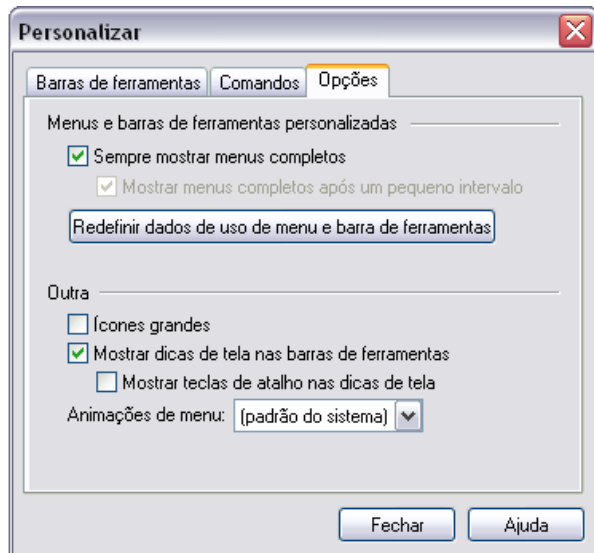 Personalizar
Barras de ferramentas Comandos Opções
Menus e barras de ferramentas personalizadas
Sempre mostrar menus completos
Mostrar menus completos após um pequeno intervalo
Redefinir dados de uso de menu e barra de ferramentas
Outra
Ícones grandes
Mostrar dicas de tela nas barras de ferramentas
Mostrar teclas de atalho nas dicas de tela
Animações de menu: (padrão do sistema)
Fechar Ajuda